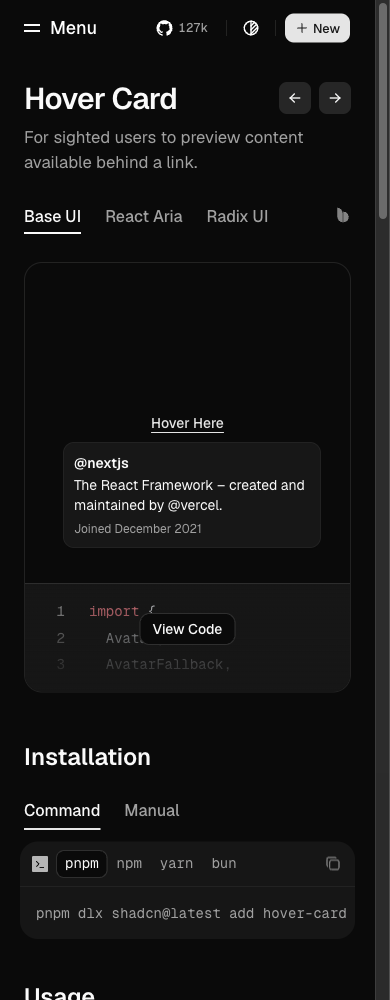 Menu
127k
New
Hover Card
For sighted users to preview content
available behind a link.
Base UI React Aria Radix UI
Hover Here
@nextjs
The React Framework – created and
maintained by @vercel.
Joined December 2021
1 import {
2
3 AvatarFallback,
View Code
Installation
Command Manual
pnpm npm yarn bun
pnpm dlx shadcn@latest add hover-card
Usage